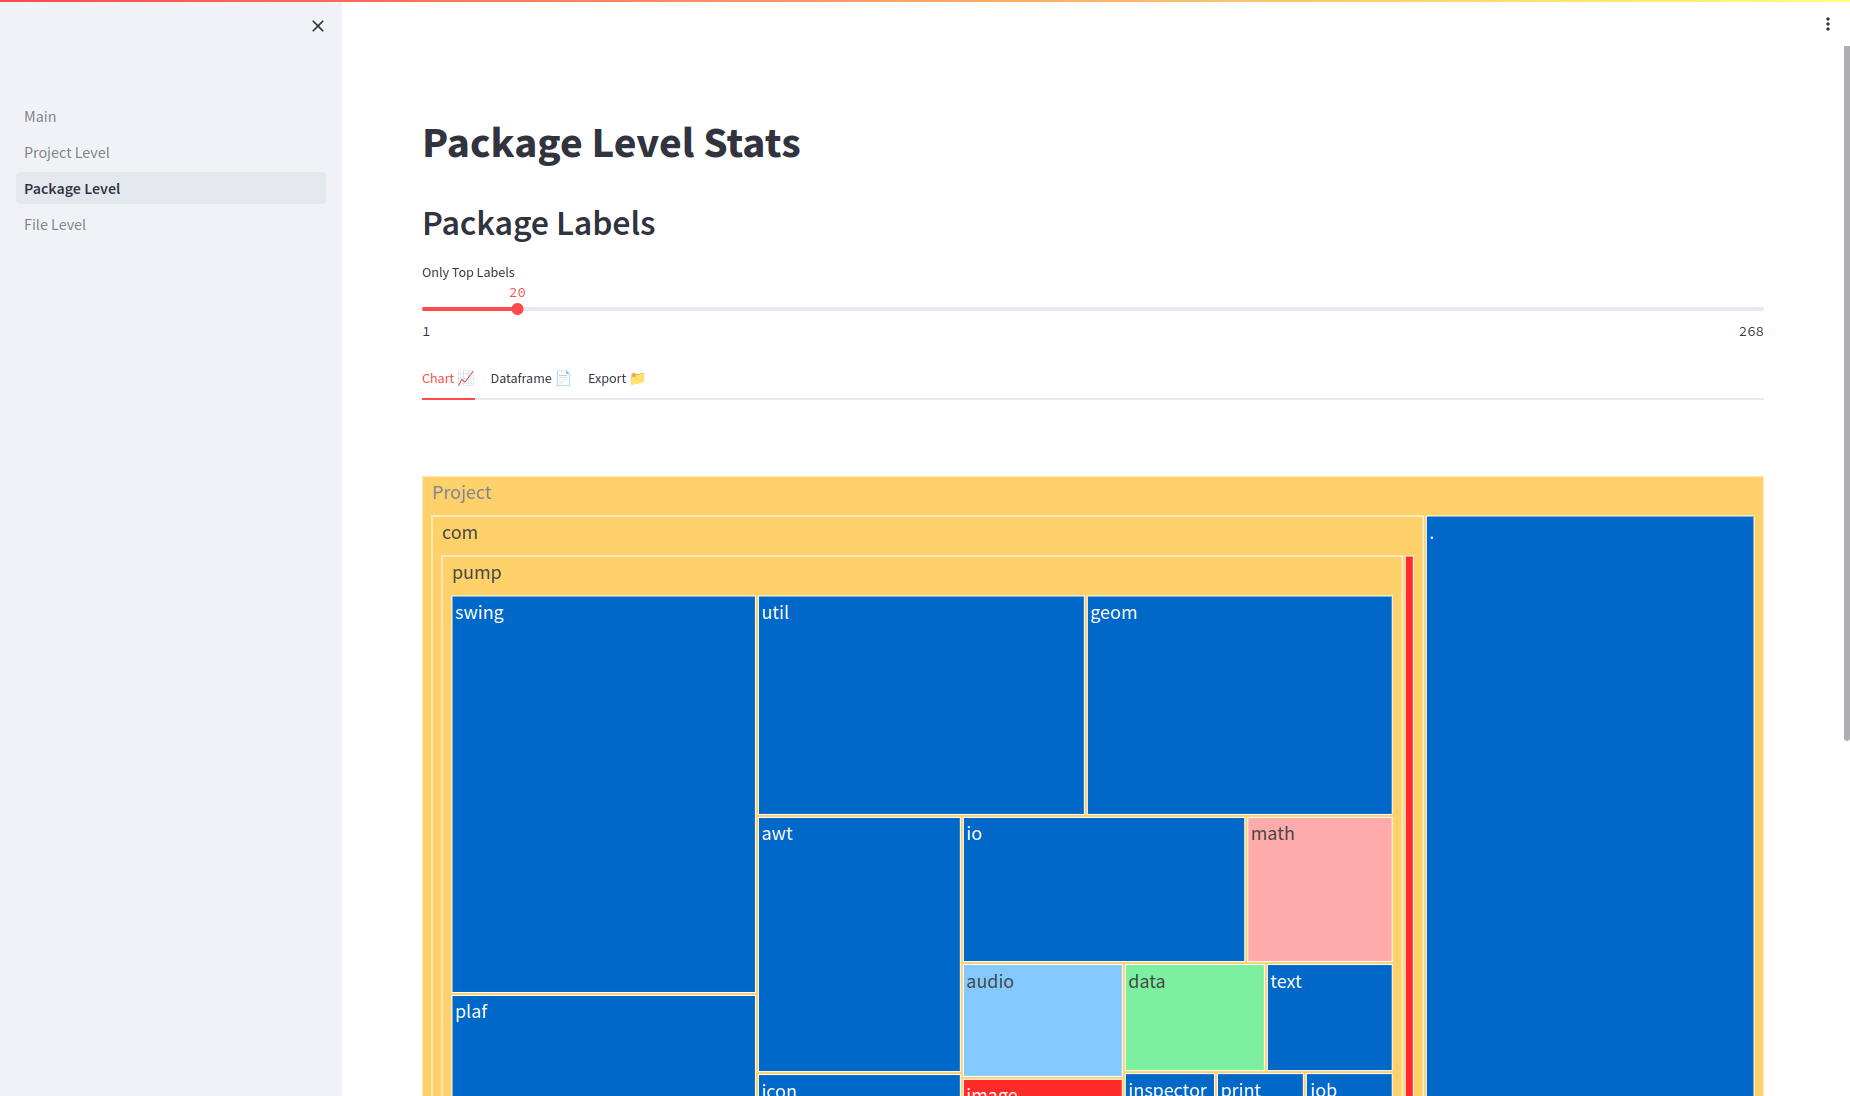 Main
Project Level
Package Level
File Level
Package Level Stats
Package Labels
Only Top Labels
20
1
268
Chart 📈
Dataframe 📄
Export 📁
Project
com
.
pump
swing
util
geom
awt
io
math
audio
data
text
plaf
icon
image
inspector
print
job